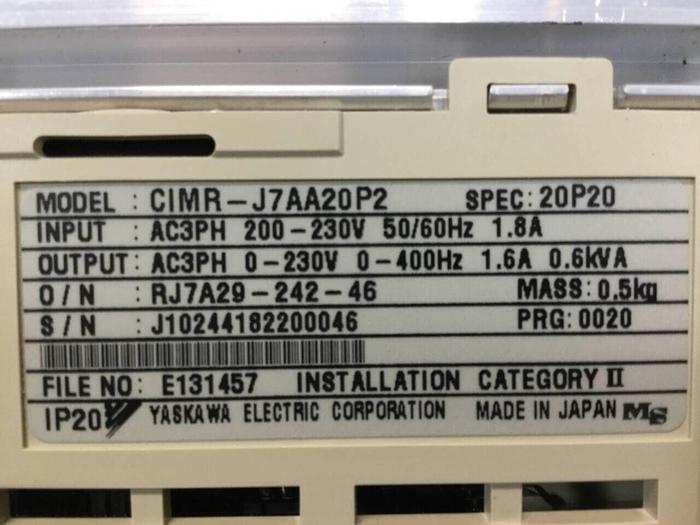 MODEL : CIMR-J7AA20P2 SPEC: 20P20
INPUT : AC3PH 200-230V 50/60Hz 1.8A
OUTPUT : AC3PH 0-230V 0-400Hz 1.6A 0.6kVA
O/N : RJ7A29-242-46 MASS: 0.5kg
S/N : J10244182200046 PRG: 0020
FILE NO: E131457 INSTALLATION CATEGORY II
IP20 YASKAWA ELECTRIC CORPORATION MADE IN JAPAN MS